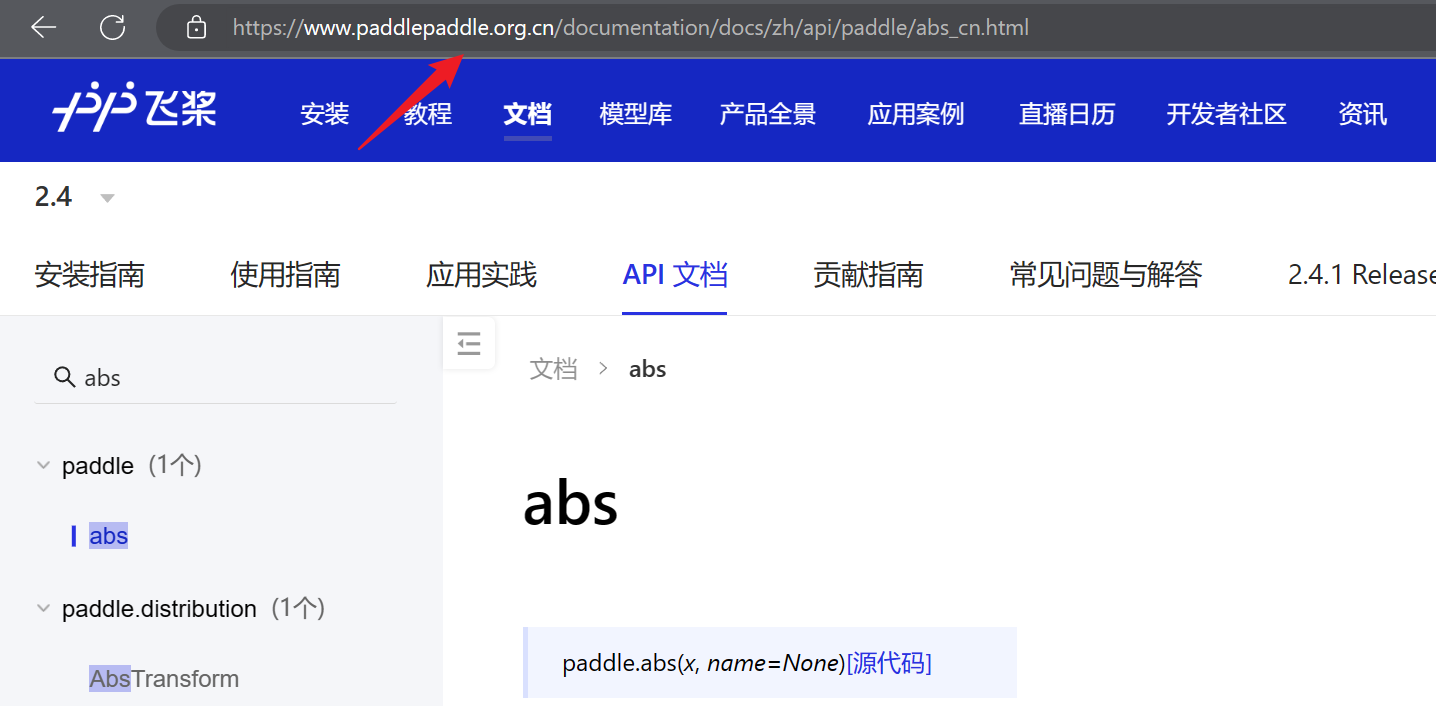 https://www.paddlepaddle.org.cn/documentation/docs/zh/api/paddle/abs_cn.html
飞桨 安装 教程 文档 模型库 产品全景 应用案例 直播日历 开发者社区 资讯
2.4
安装指南 使用指南 应用实践 API 文档 贡献指南 常见问题与解答 2.4.1 Release
abs
paddle (1个)
abs
paddle.distribution (1个)
AbsTransform
文档 > abs
abs
paddle.abs(x, name=None)[源代码]